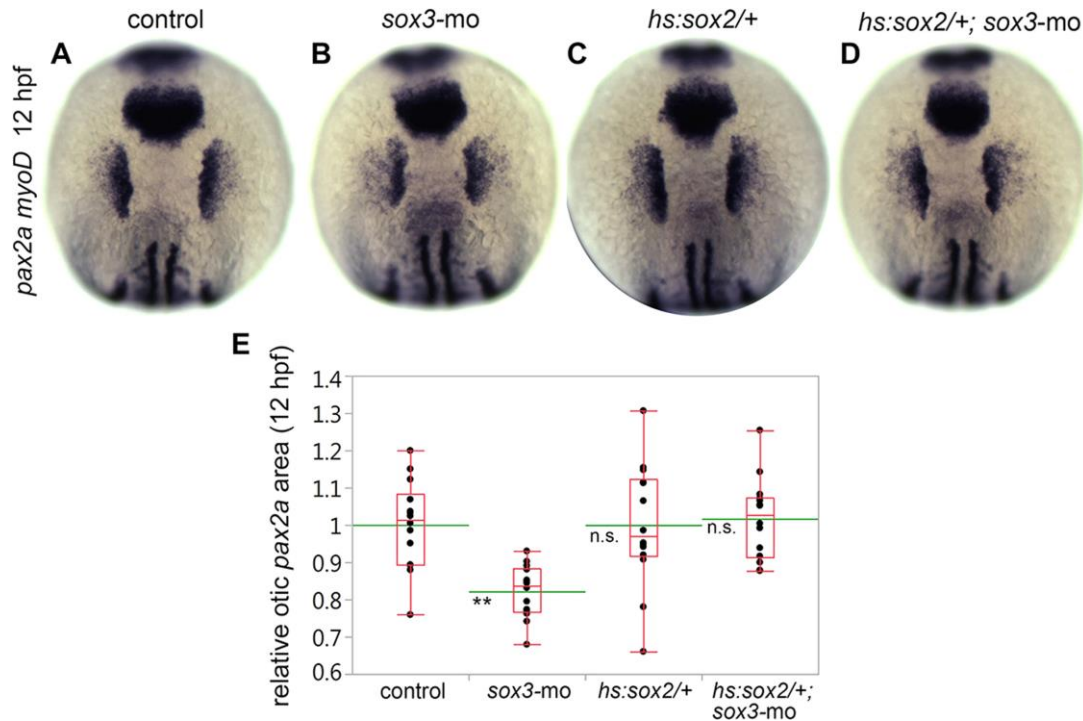 control
sox3-mo
hs:sox2/+
hs:sox2/+; sox3-mo
A
B
C
D
pax2a myoD 12 hpf
E
relative otic pax2a area (12 hpf)
1.4
1.3
1.2
1.1
1
0.9
0.8
0.7
0.6
**
n.s.
n.s.
control
sox3-mo
hs:sox2/+
hs:sox2/+;
sox3-mo